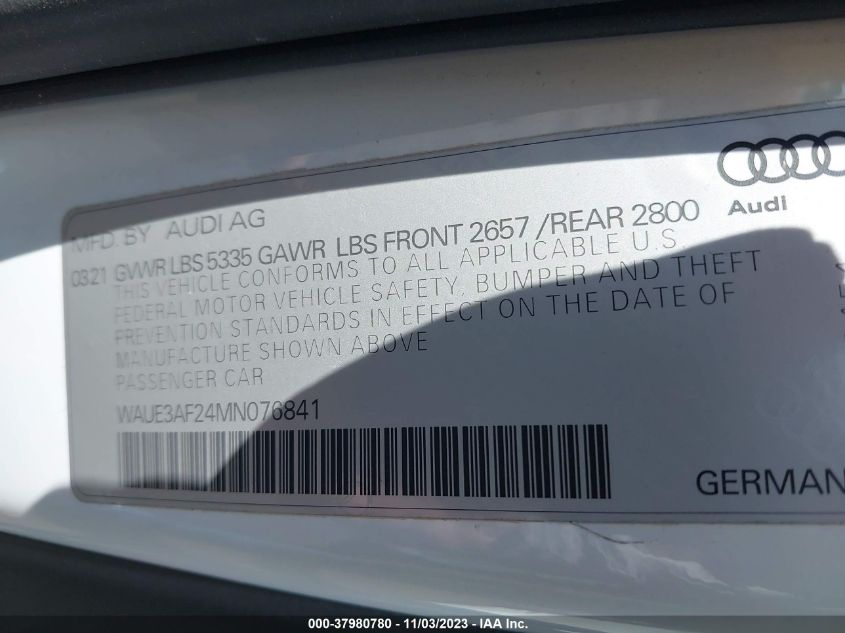 Audi
MFD. BY AUDI AG
03.21 GVWR LBS 5335 GAWR LBS FRONT 2657 /REAR 2800
THIS VEHICLE CONFORMS TO ALL APPLICABLE U.S.
FEDERAL MOTOR VEHICLE SAFETY, BUMPER AND THEFT
PREVENTION STANDARDS IN EFFECT ON THE DATE OF
MANUFACTURE SHOWN ABOVE
PASSENGER CAR
WAUE3AF24MN076841
GERMAN
000-37980780 - 11/03/2023 - IAA Inc.